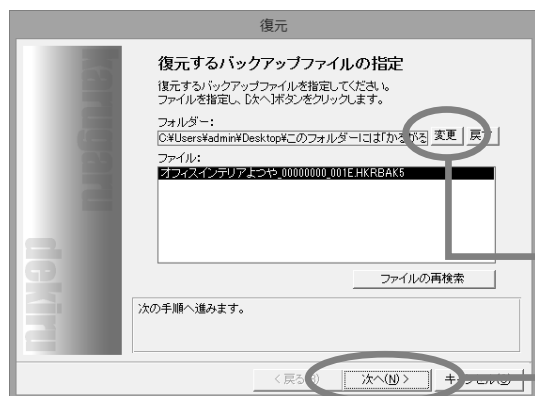 復元
復元するバックアップファイルの指定
復元するバックアップファイルを指定してください。
ファイルを指定し、[次へ]ボタンをクリックします。
フォルダー:
C:¥Users¥admin¥Desktop¥このフォルダーには「かるがる 変更 戻す
ファイル:
オフィスインテリアよつや_00000000_001E.HKRBAK5
ファイルの再検索
次の手順へ進みます。
<戻る(B) 次へ(N)>
karugaru
dekiru